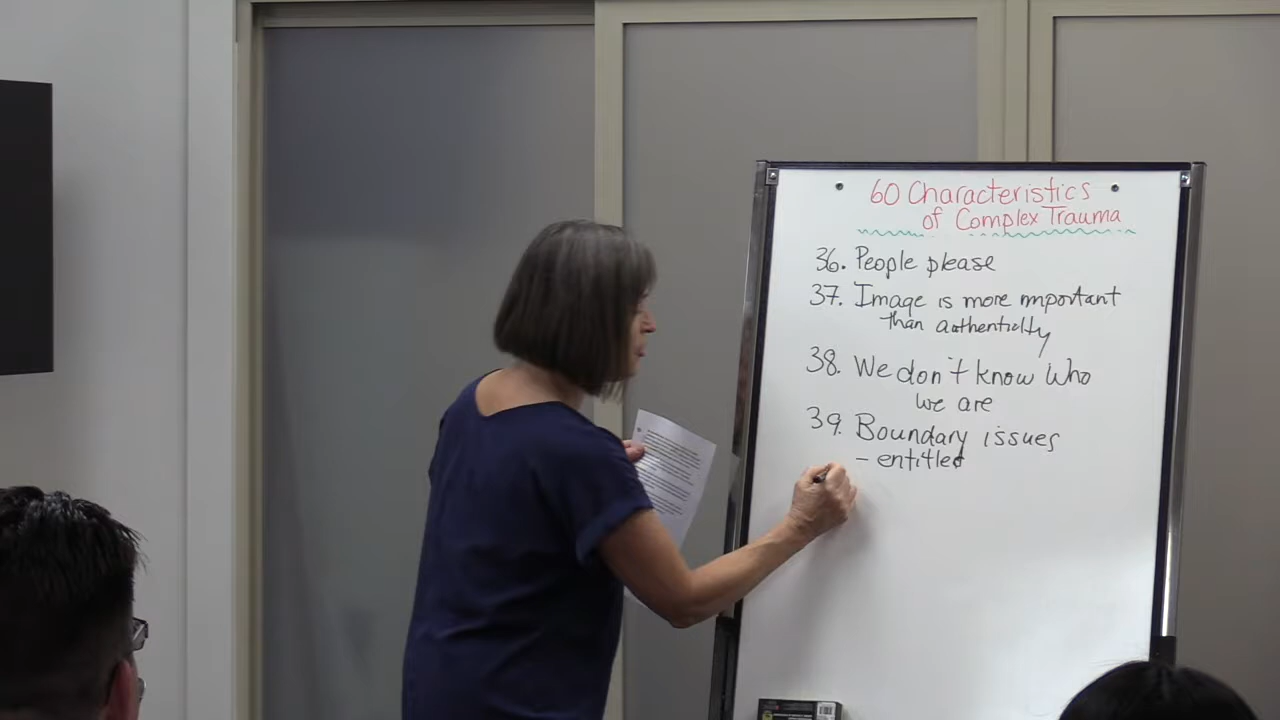 60 Characteristics
of Complex Trauma
36. People please
37. Image is more important
than authenticity
38. We don't know who
we are
39. Boundary issues
- entitled